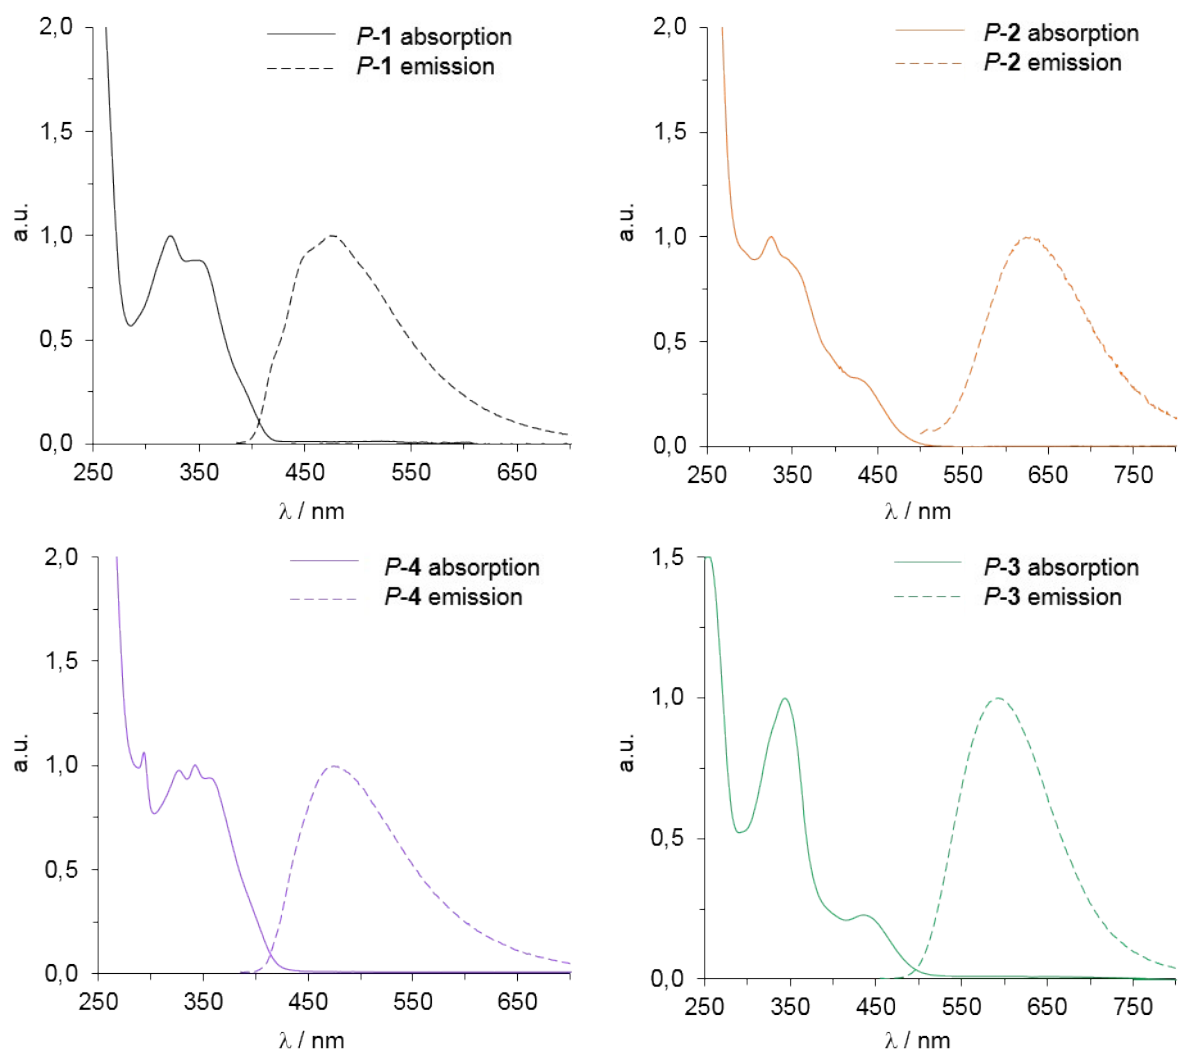 2,0
1,5
1,0
0,5
0,0
a.u.
P-1 absorption
P-1 emission
250 350 450 550 650
λ / nm
2,0
1,5
1,0
0,5
0,0
a.u.
P-2 absorption
P-2 emission
250 350 450 550 650 750
λ / nm
2,0
1,5
1,0
0,5
0,0
a.u.
P-4 absorption
P-4 emission
250 350 450 550 650
λ / nm
1,5
1,0
0,5
0,0
a.u.
P-3 absorption
P-3 emission
250 350 450 550 650 750
λ / nm